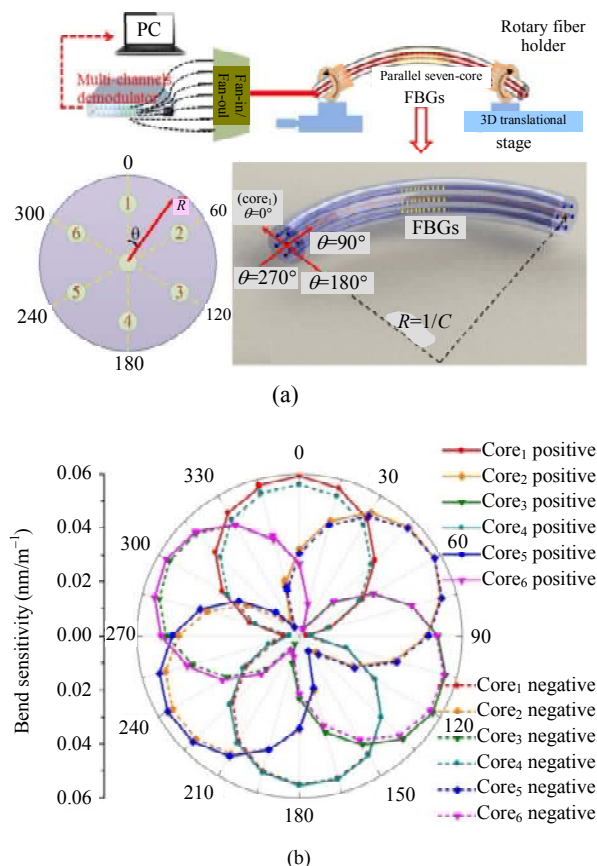 PC
Multi-channels
demodulator
Fan-in/
Fan-out
Rotary fiber
holder
Parallel seven-core
FBGs
3D translational
stage
0
300
60
240
120
180
1
2
3
4
5
6
θ
R
(core₁)
θ=0°
θ=90°
θ=270°
θ=180°
FBGs
R=1/C
(a)
Bend sensitivity (nm/m⁻¹)
0.06
0.04
0.02
0.00
0.02
0.04
0.06
0
30
60
90
120
150
180
210
240
270
300
330
Core₁ positive
Core₂ positive
Core₃ positive
Core₄ positive
Core₅ positive
Core₆ positive
Core₁ negative
Core₂ negative
Core₃ negative
Core₄ negative
Core₅ negative
Core₆ negative
(b)